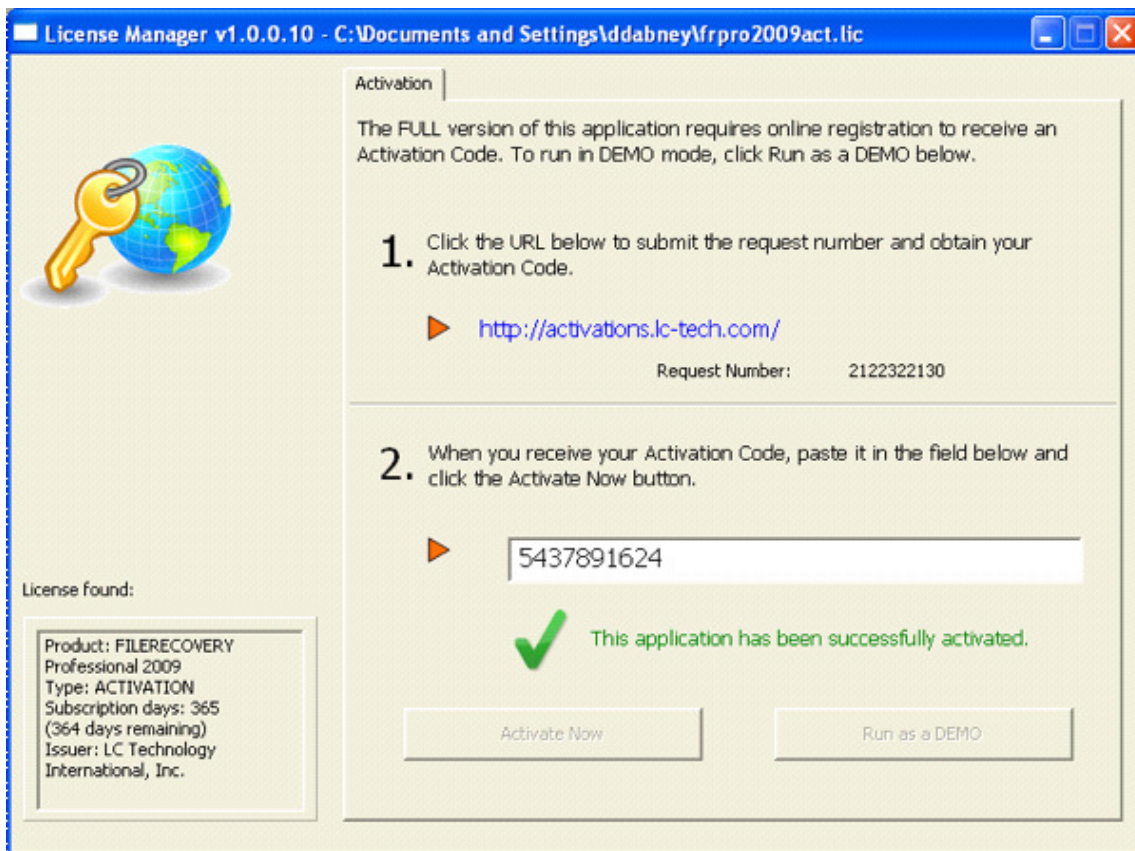 License Manager v1.0.0.10 - C:\Documents and Settings\ddabney\frpro2009act.lic
Activation
The FULL version of this application requires online registration to receive an
Activation Code. To run in DEMO mode, click Run as a DEMO below.
1. Click the URL below to submit the request number and obtain your
Activation Code.
http://activations.lc-tech.com/
Request Number: 2122322130
2. When you receive your Activation Code, paste it in the field below and
click the Activate Now button.
5437891624
This application has been successfully activated.
Activate Now
Run as a DEMO
License found:
Product: FILERECOVERY
Professional 2009
Type: ACTIVATION
Subscription days: 365
(364 days remaining)
Issuer: LC Technology
International, Inc.